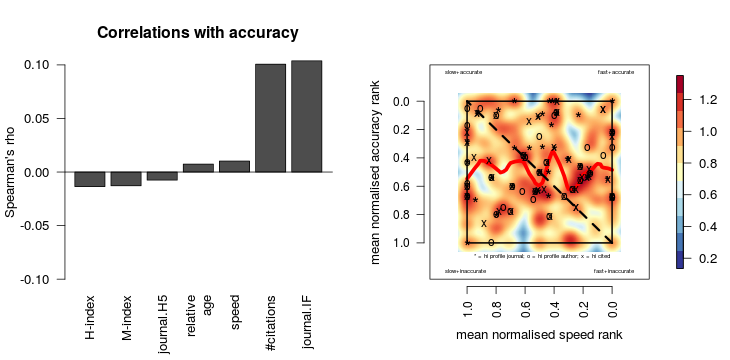 Correlations with accuracy
Spearman's rho
0.10
0.05
0.00
-0.05
-0.10
H-index
M-index
journal.H5
relative
age
speed
#citations
journal.IF
mean normalised accuracy rank
0.0
0.2
0.4
0.6
0.8
1.0
slow+accurate
fast+accurate
* = hi profile journal; o = hi profile author; x = hi cited
slow+inaccurate
fast+inaccurate
1.0
0.8
0.6
0.4
0.2
0.0
mean normalised speed rank
1.2
1.0
0.8
0.6
0.4
0.2